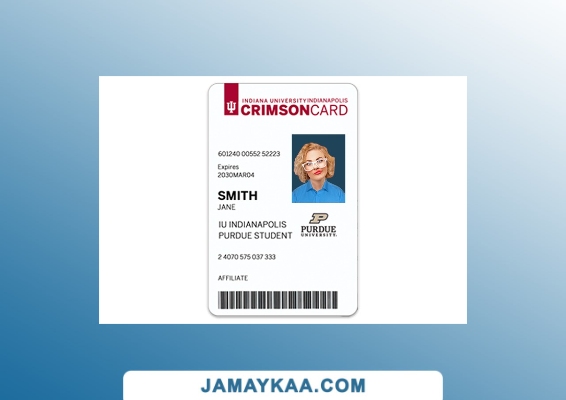 INDIANA UNIVERSITY INDIANAPOLIS
CRIMSONCARD
601240 00552 52223
Expires
2030MAR04
SMITH
JANE
IU INDIANAPOLIS
PURDUE STUDENT
P
PURDUE
UNIVERSITY.
2 4070 575 037 333
AFFILIATE
JAMAYKAA.COM